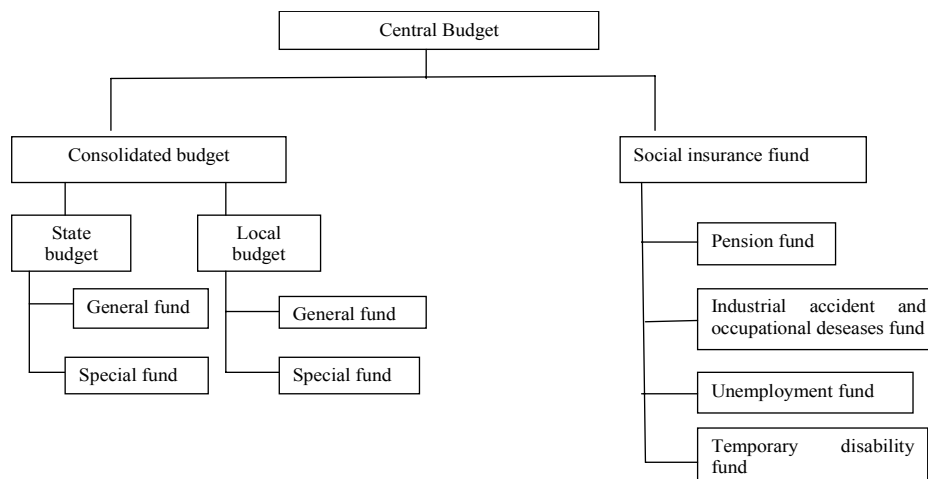 Central Budget
Consolidated budget
Social insurance fiund
State
budget
Local
budget
Pension fund
General fund
General fund
Industrial accident and
occupational deseases fund
Special fund
Special fund
Unemployment fund
Temporary disability
fund